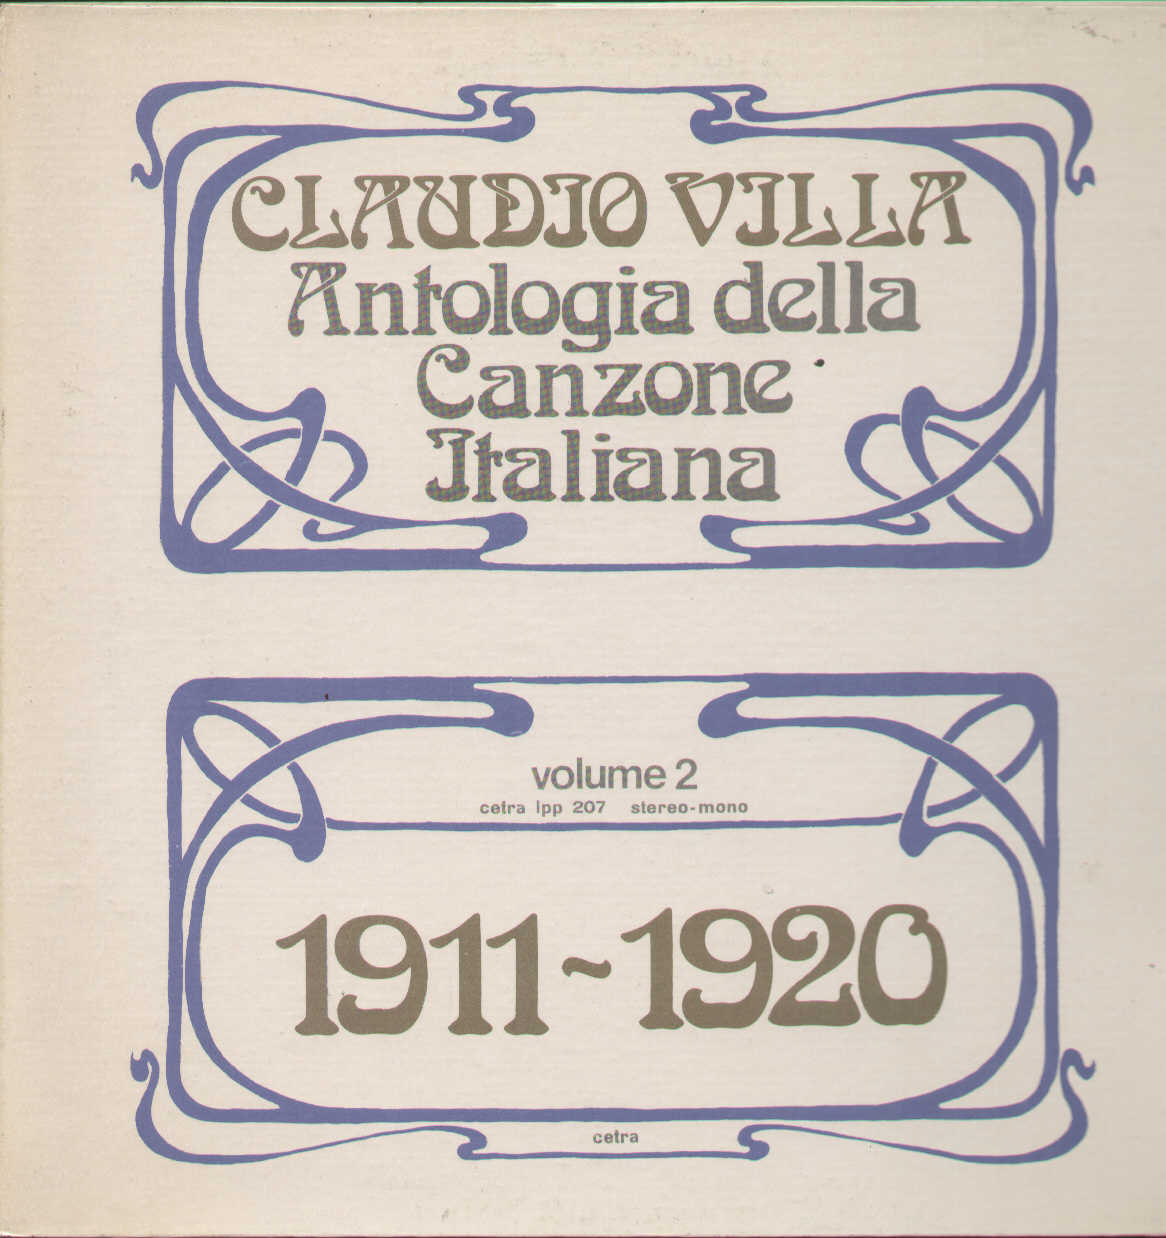 CLAUDIO VILLA
Antologia della
Canzone
Italiana
volume 2
cetra lpp 207 stereo-mono
1911-1920
cetra